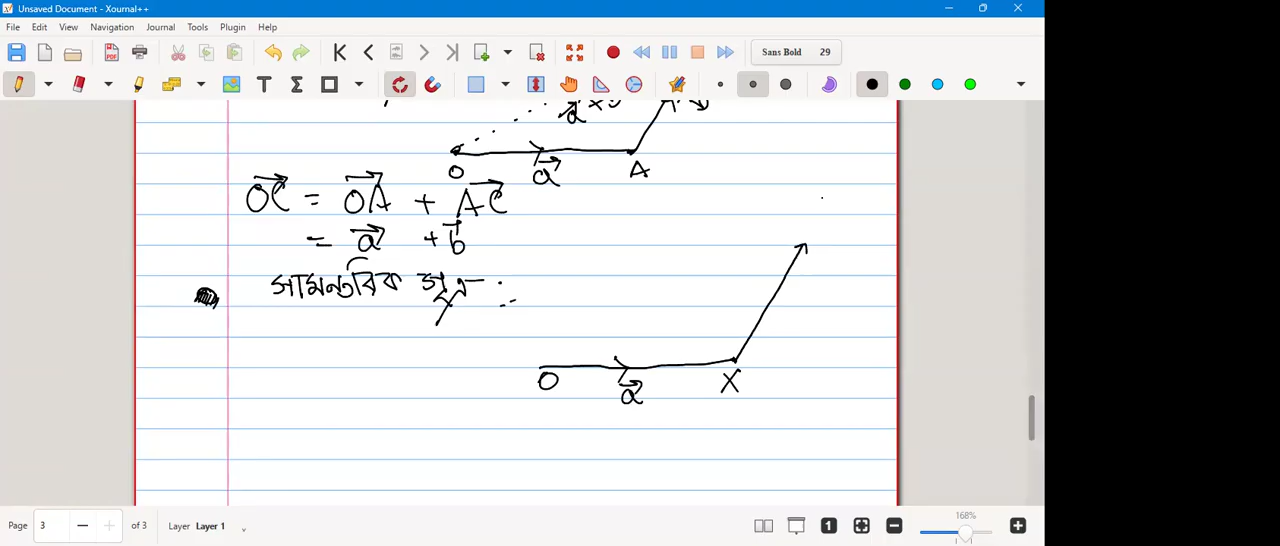 Unsaved Document - Xournal++
File Edit View Navigation Journal Tools Plugin Help
PDF
Sans Bold 29
O a⃗ A
OC⃗ = OA⃗ + AC⃗
= a⃗ + b⃗
সামন্তরিক সূত্র :
O a⃗ X
Page 3 of 3 Layer Layer 1 168%